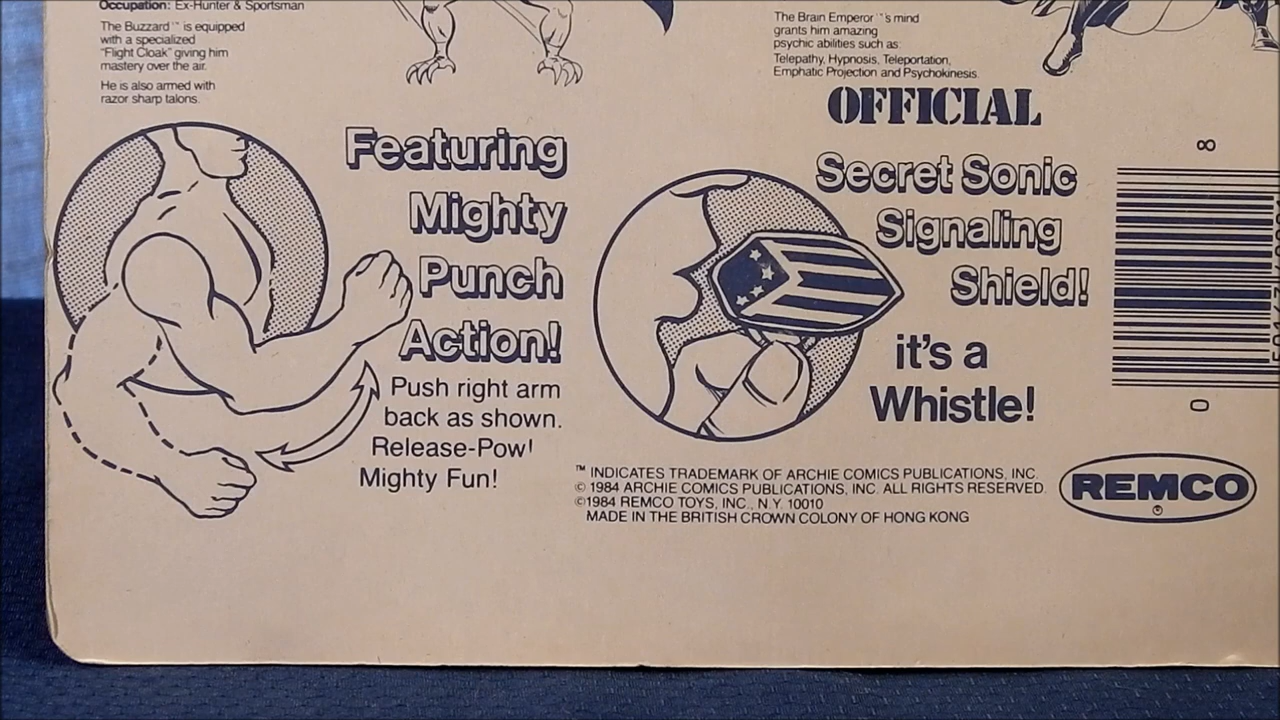 Occupation: Ex-Hunter & Sportsman
The Buzzard™ is equipped
with a specialized
"Flight Cloak" giving him
mastery over the air.
He is also armed with
razor sharp talons.
The Brain Emperor™'s mind
grants him amazing
psychic abilities such as:
Telepathy, Hypnosis, Teleportation,
Emphatic Projection and Psychokinesis.
Featuring
Mighty
Punch
Action!
Push right arm
back as shown.
Release-Pow!
Mighty Fun!
OFFICIAL
Secret Sonic
Signaling
Shield!
it's a
Whistle!
8
0
™ INDICATES TRADEMARK OF ARCHIE COMICS PUBLICATIONS, INC.
© 1984 ARCHIE COMICS PUBLICATIONS, INC. ALL RIGHTS RESERVED.
©1984 REMCO TOYS, INC., N.Y. 10010
MADE IN THE BRITISH CROWN COLONY OF HONG KONG
REMCO